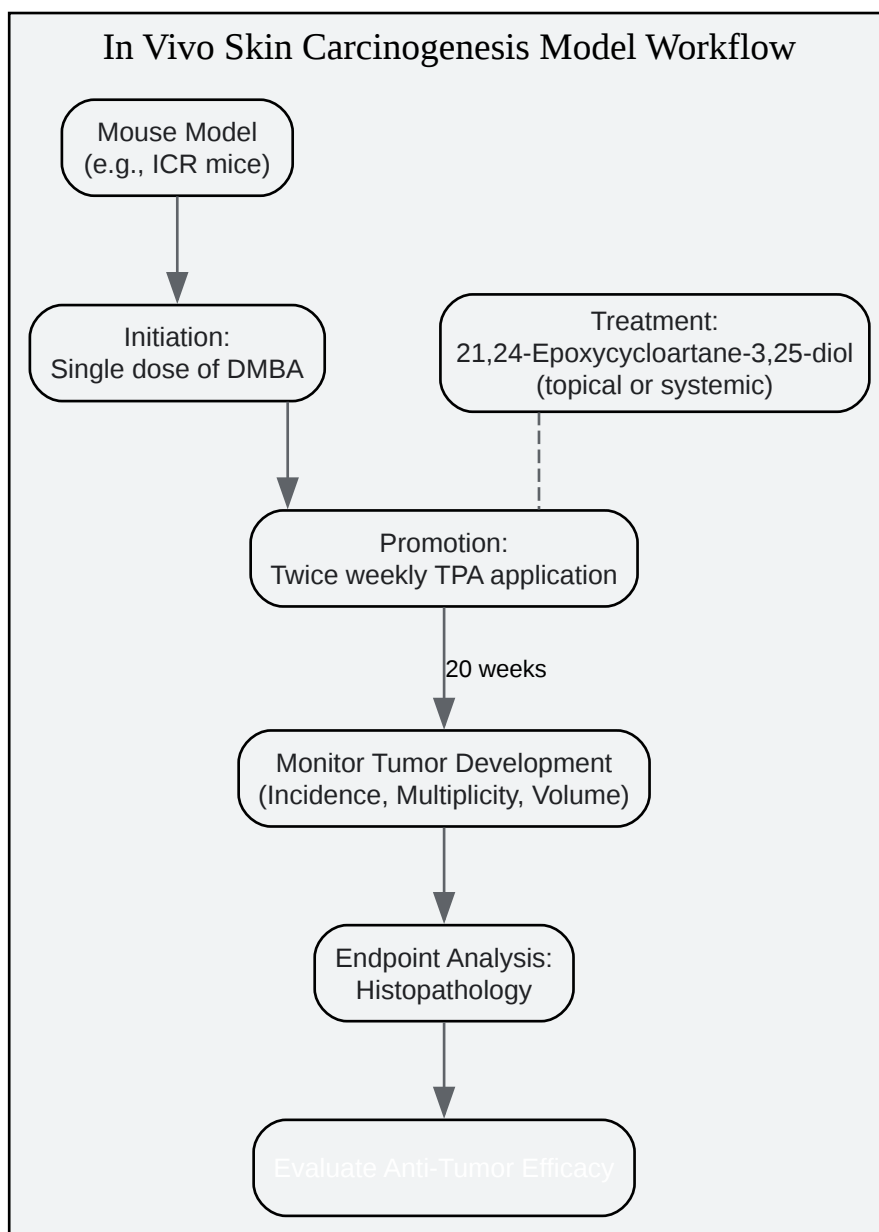 In Vivo Skin Carcinogenesis Model Workflow
Mouse Model
(e.g., ICR mice)
Initiation:
Single dose of DMBA
Treatment:
21,24-Epoxycycloartane-3,25-diol
(topical or systemic)
Promotion:
Twice weekly TPA application
20 weeks
Monitor Tumor Development
(Incidence, Multiplicity, Volume)
Endpoint Analysis:
Histopathology
Evaluate Anti-Tumor Efficacy